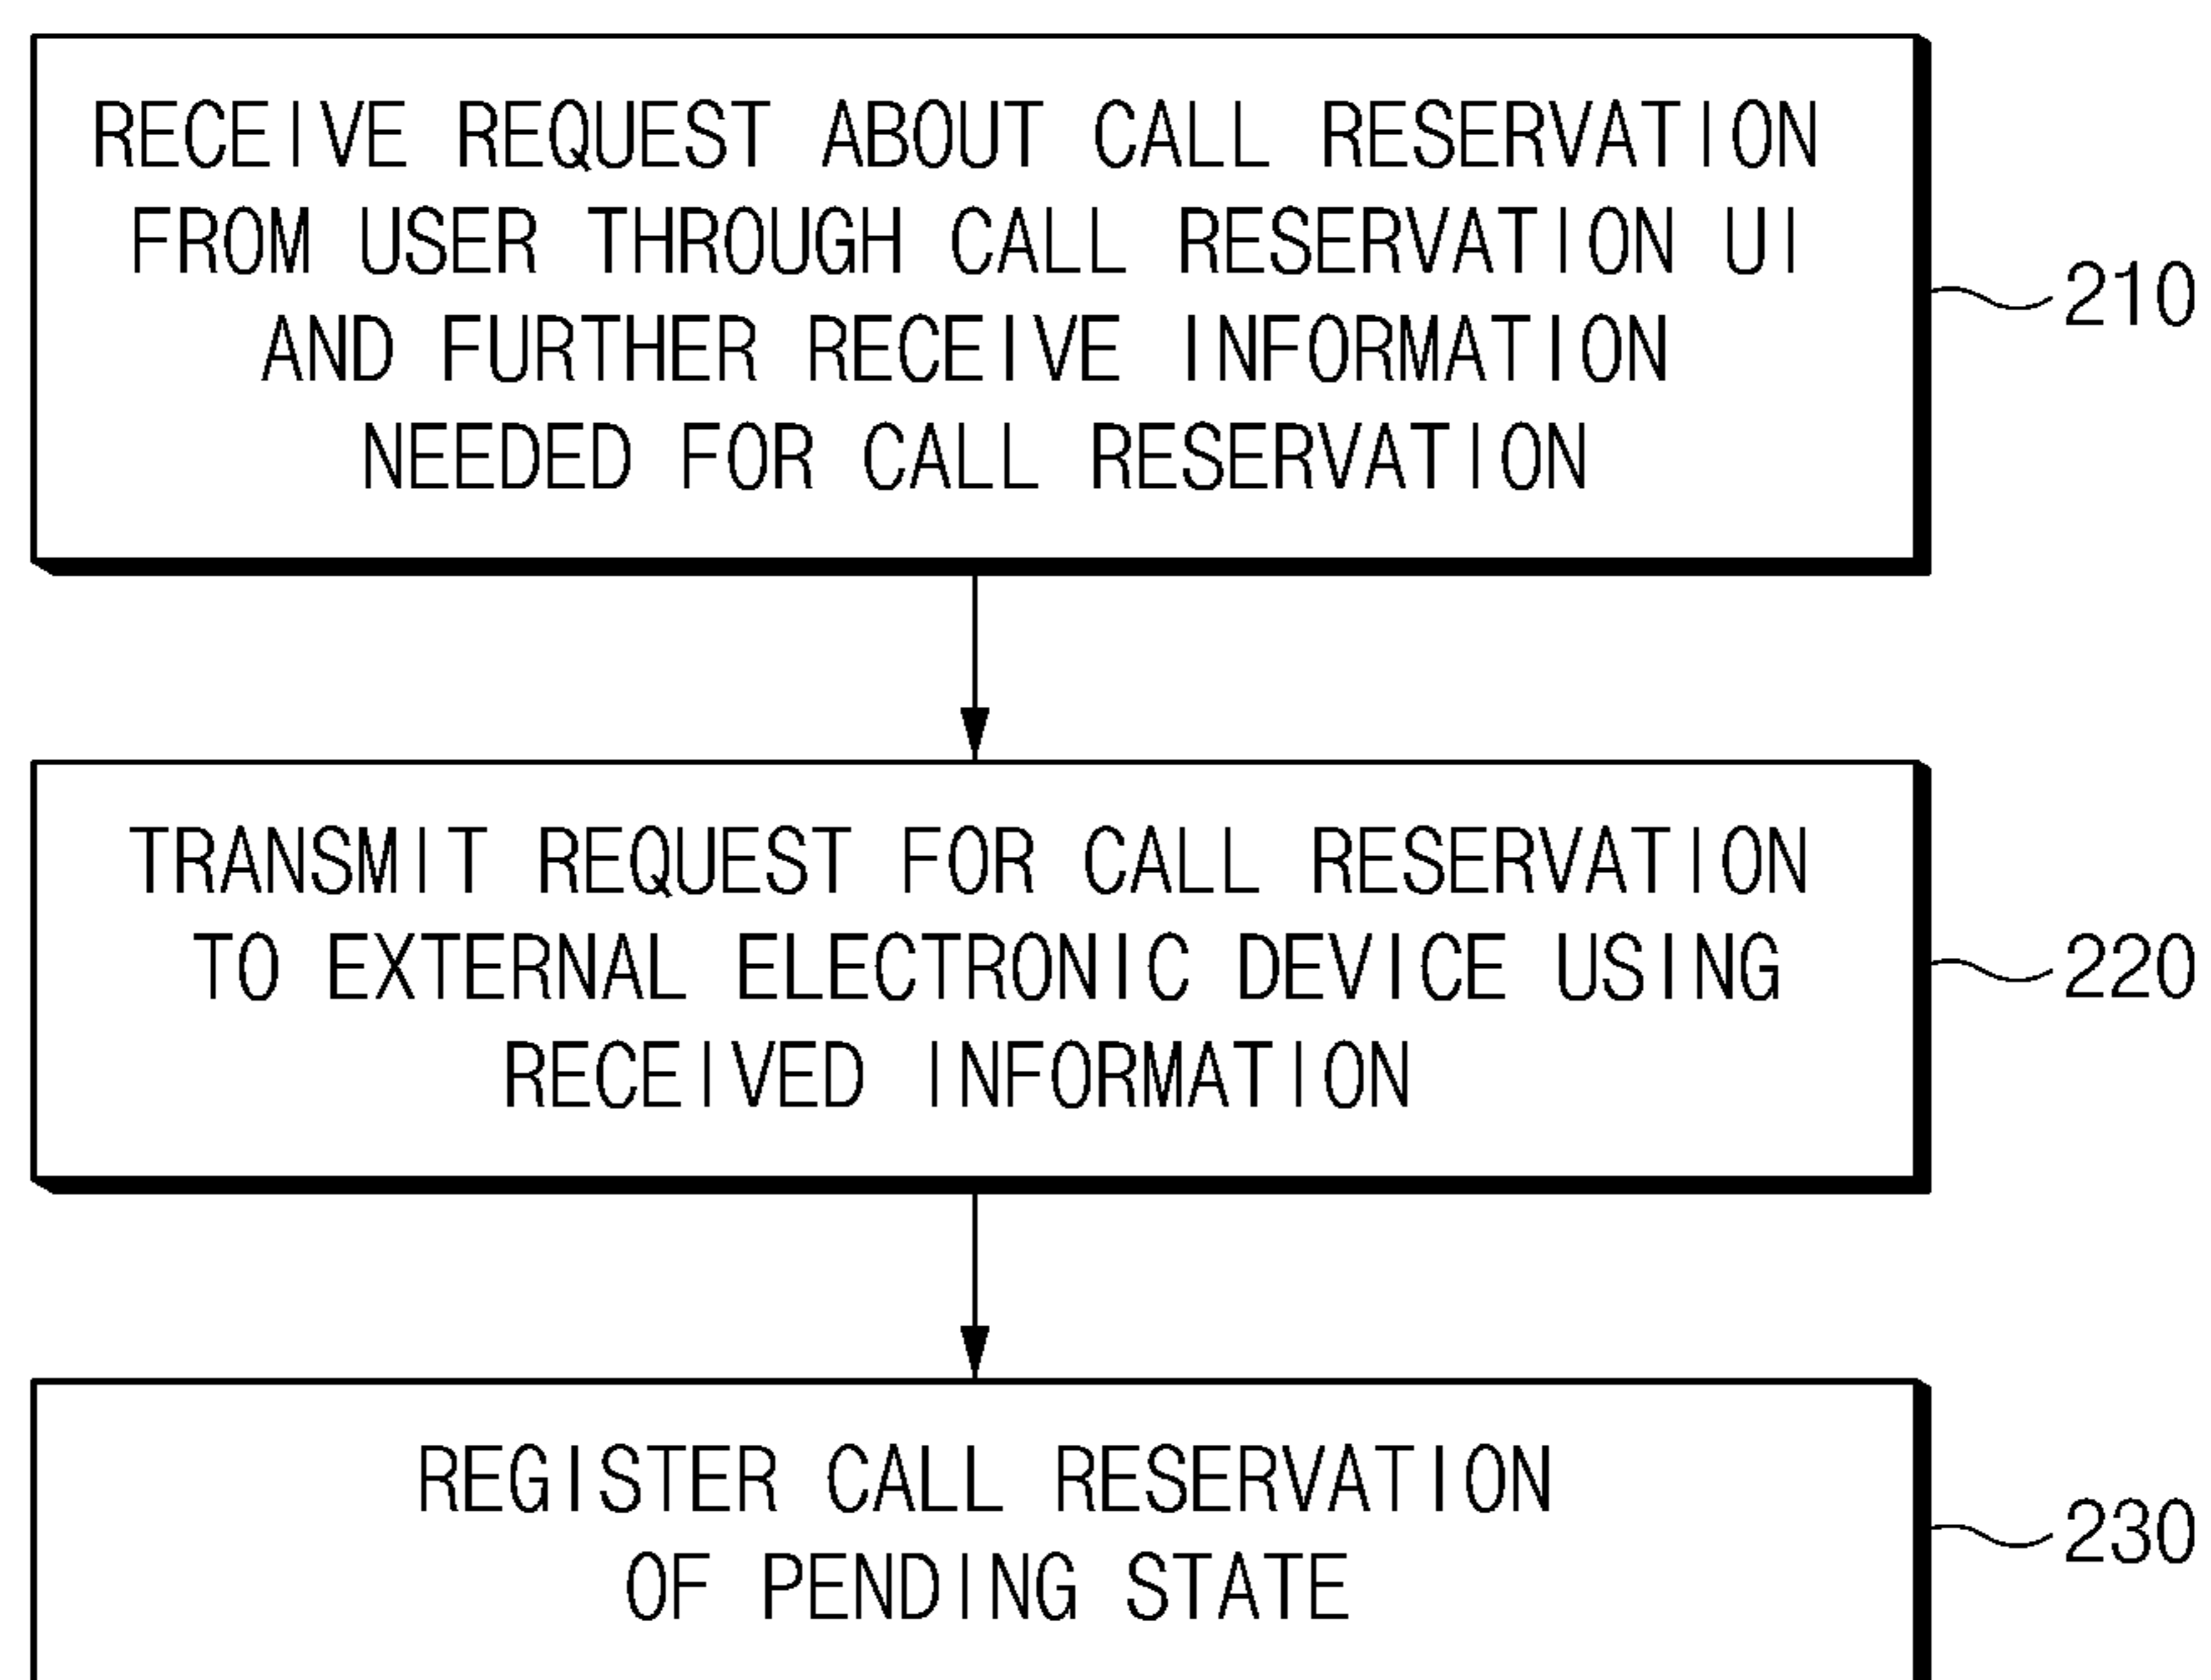 RECEIVE REQUEST ABOUT CALL RESERVATION
FROM USER THROUGH CALL RESERVATION UI
AND FURTHER RECEIVE INFORMATION
NEEDED FOR CALL RESERVATION
210
TRANSMIT REQUEST FOR CALL RESERVATION
TO EXTERNAL ELECTRONIC DEVICE USING
RECEIVED INFORMATION
220
REGISTER CALL RESERVATION
OF PENDING STATE
230